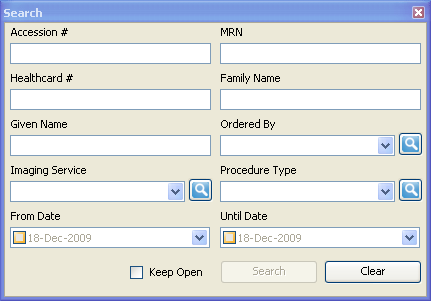 Search
Accession # MRN
Healthcard # Family Name
Given Name Ordered By
Imaging Service Procedure Type
From Date Until Date
18-Dec-2009 18-Dec-2009
Keep Open Search Clear